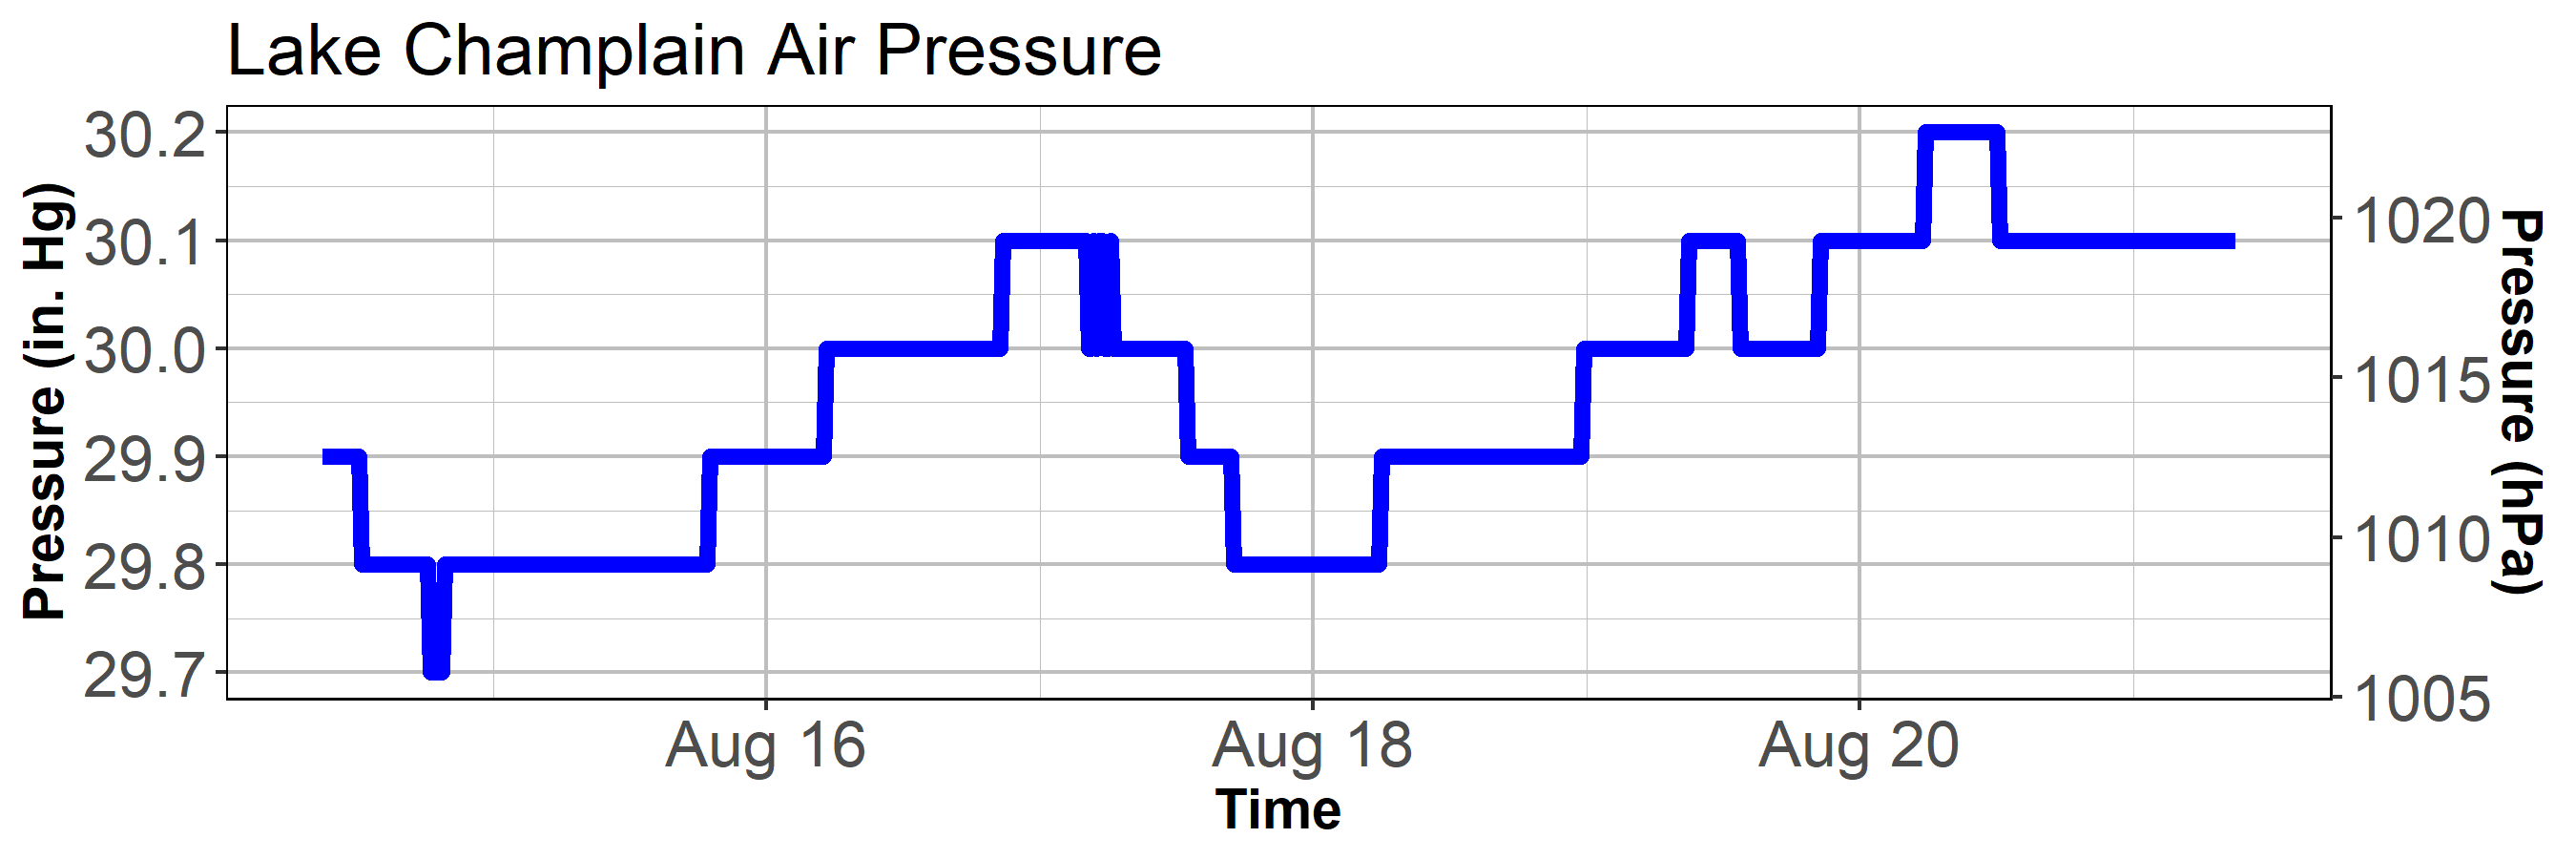 Lake Champlain Air Pressure
Pressure (in. Hg)
30.2
30.1
30.0
29.9
29.8
29.7
1020
1015
1010
1005
Pressure (hPa)
Aug 16 Aug 18 Aug 20
Time